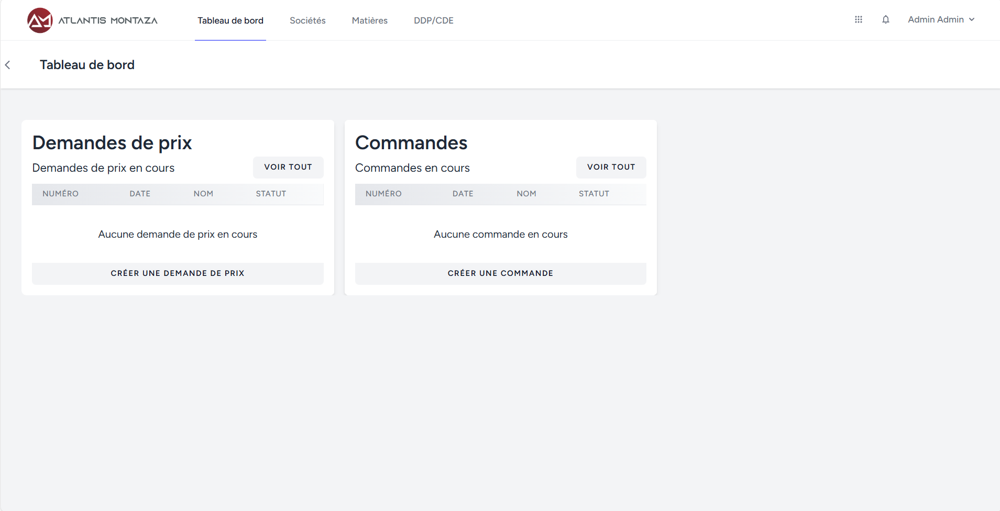 ATLANTIS MONTAZA
Tableau de bord
Sociétés
Matières
DDP/CDE
Admin Admin
Tableau de bord
Demandes de prix
Demandes de prix en cours
VOIR TOUT
NUMÉRO DATE NOM STATUT
Aucune demande de prix en cours
CRÉER UNE DEMANDE DE PRIX
Commandes
Commandes en cours
VOIR TOUT
NUMÉRO DATE NOM STATUT
Aucune commande en cours
CRÉER UNE COMMANDE